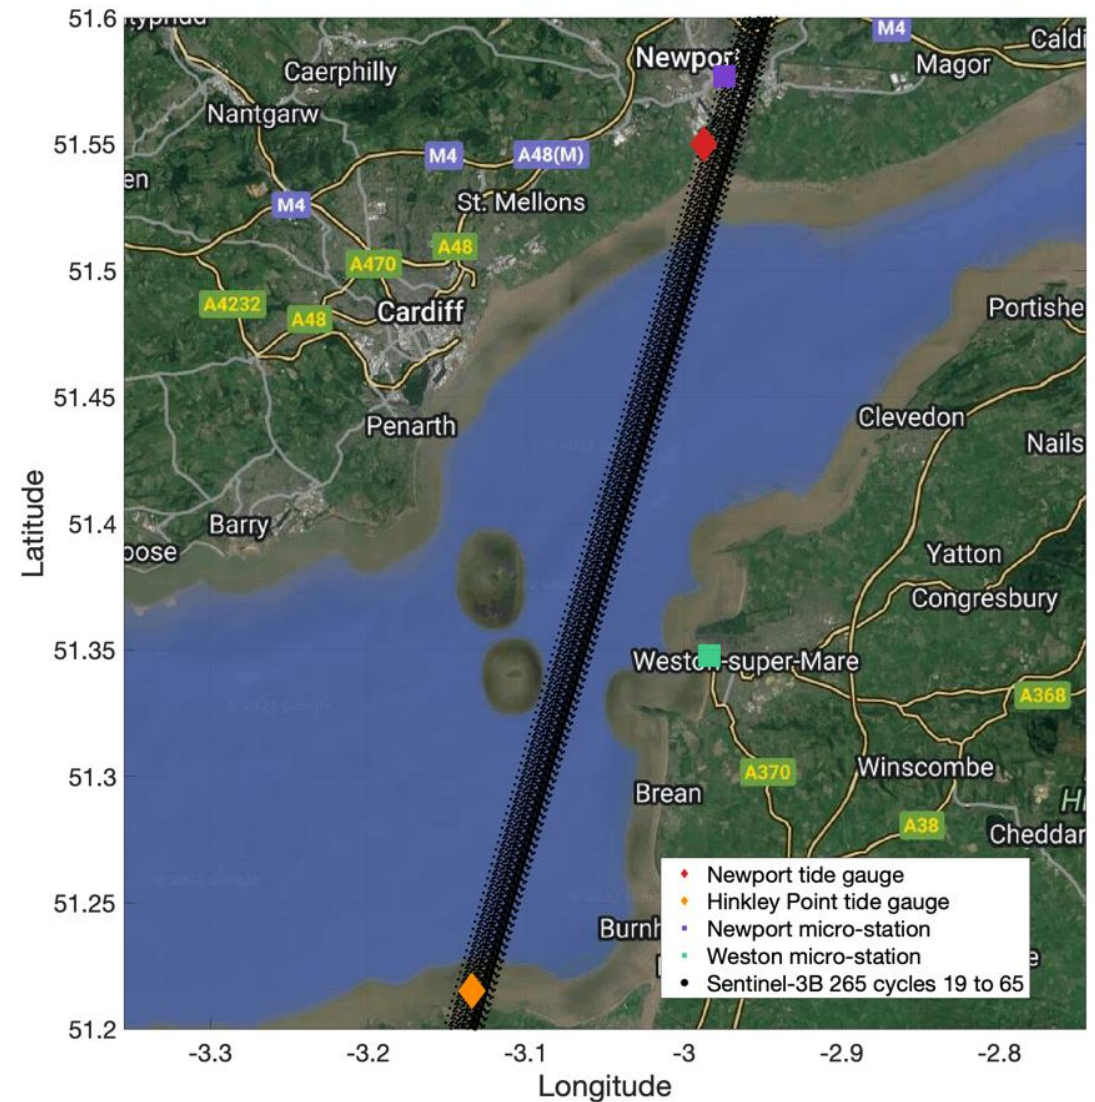 51.6
M4
Caldi
Newport
Magor
Caerphilly
Nantgarw
51.55
M4
A48(M)
en
M4
St. Mellons
A48
51.5
A470
A4232
A48
Cardiff
Portishe
51.45
Penarth
Clevedon
Nails
Latitude
51.4
Barry
pose
Yatton
Congresbury
51.35
Weston-super-Mare
A368
51.3
A370
Winscombe
Brean
A38
Cheddar
51.25
Newport tide gauge
Hinkley Point tide gauge
Burnh
Newport micro-station
Weston micro-station
e
Sentinel-3B 265 cycles 19 to 65
51.2
-3.3
-3.2
-3.1
-3
-2.9
-2.8
Longitude